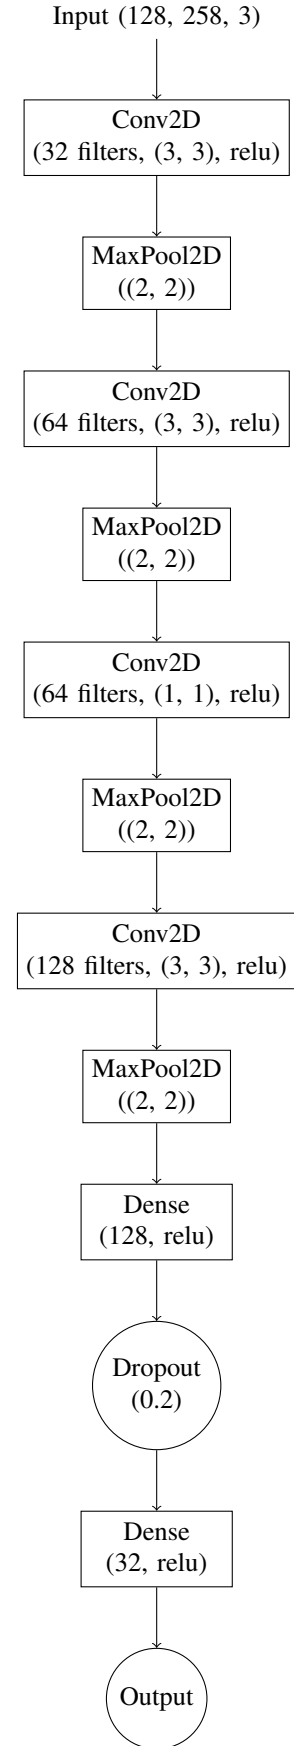 Input (128, 258, 3)
Conv2D
(32 filters, (3, 3), relu)
MaxPool2D
((2, 2))
Conv2D
(64 filters, (3, 3), relu)
MaxPool2D
((2, 2))
Conv2D
(64 filters, (1, 1), relu)
MaxPool2D
((2, 2))
Conv2D
(128 filters, (3, 3), relu)
MaxPool2D
((2, 2))
Dense
(128, relu)
Dropout
(0.2)
Dense
(32, relu)
Output